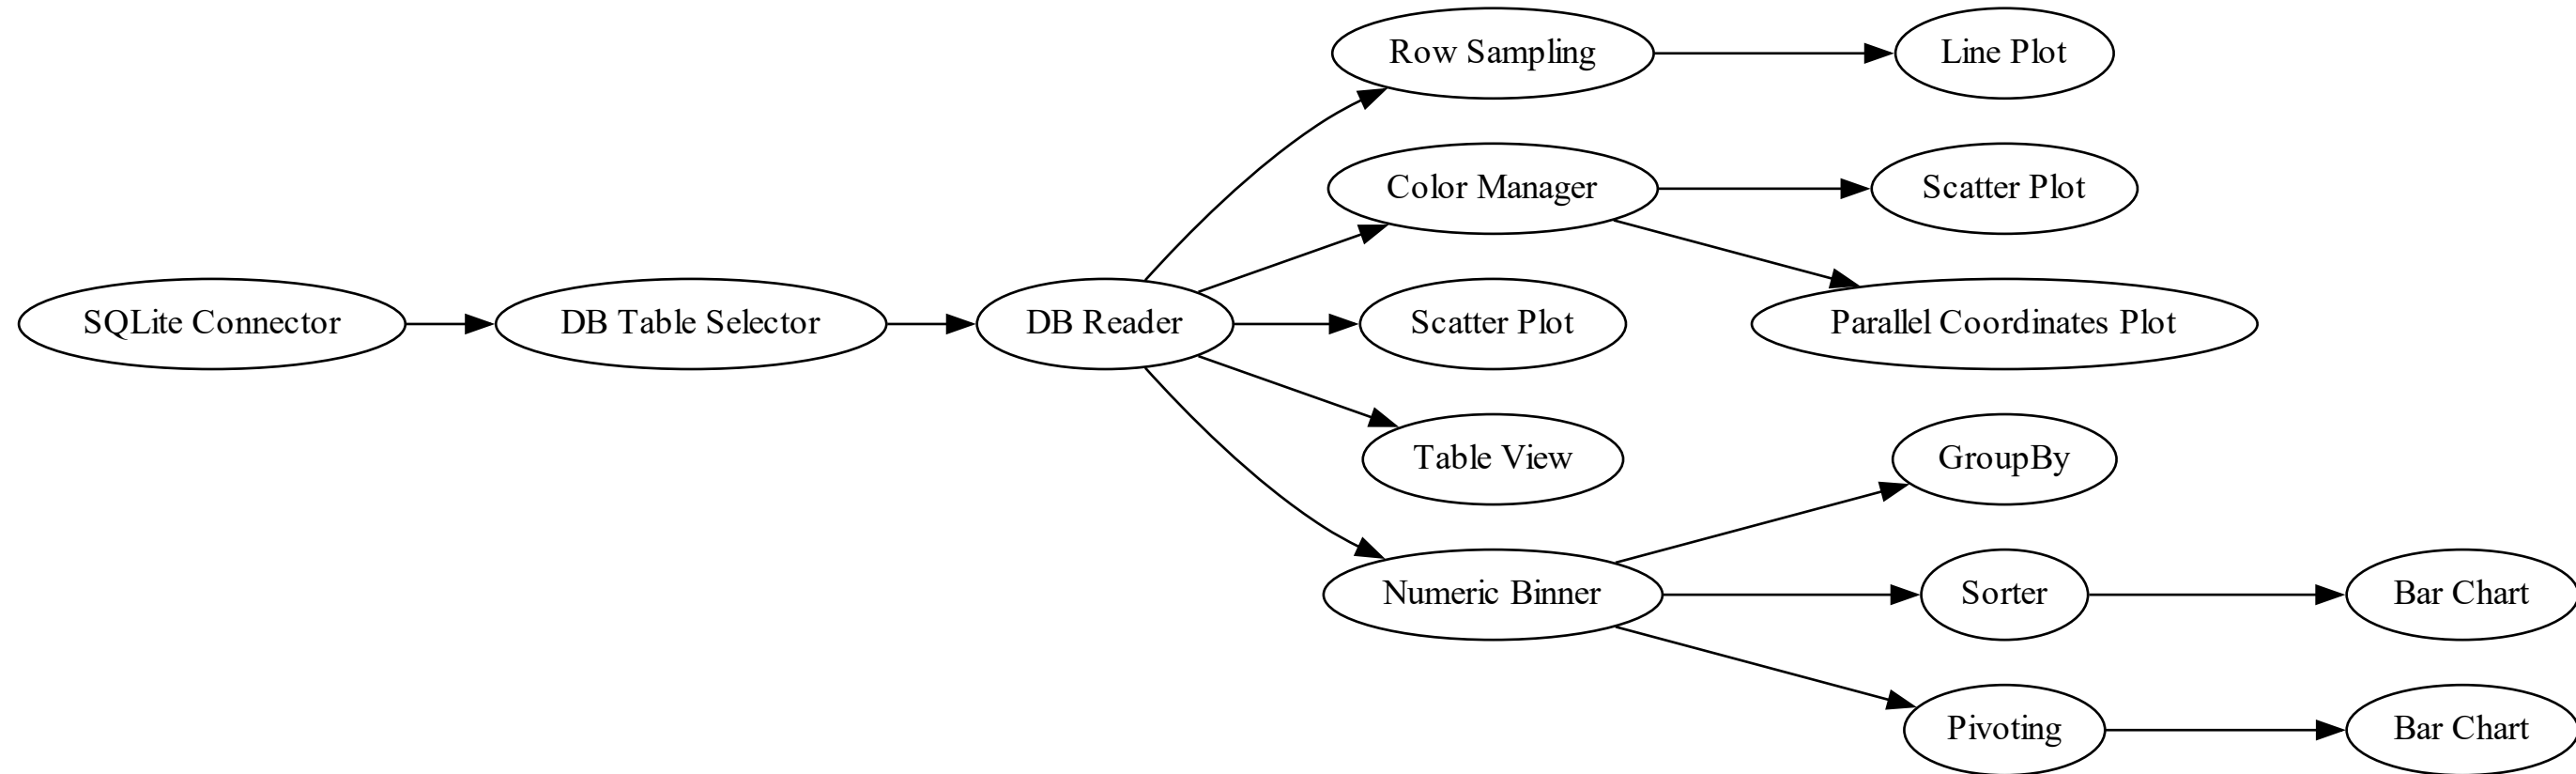 Row Sampling
Line Plot
Color Manager
Scatter Plot
SQLite Connector
DB Table Selector
DB Reader
Scatter Plot
Parallel Coordinates Plot
Table View
GroupBy
Numeric Binner
Sorter
Bar Chart
Pivoting
Bar Chart